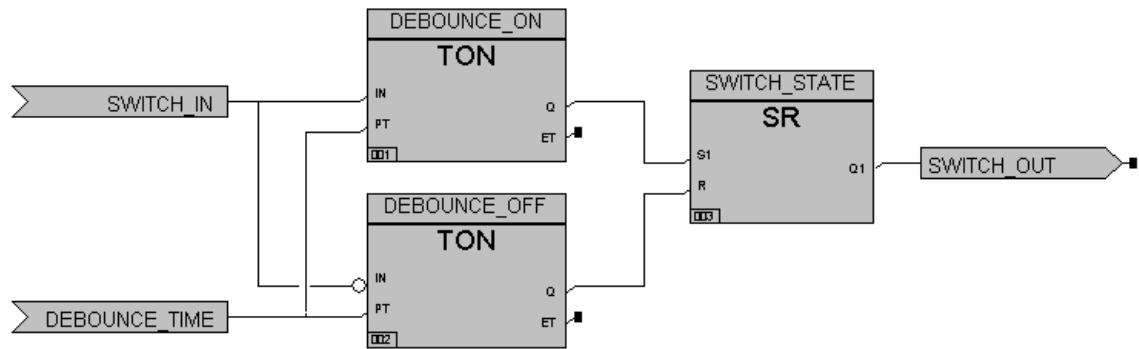 DEBOUNCE_ON
TON
SWITCH_IN
IN
PT
Q
ET
001
SWITCH_STATE
SR
S1
R
Q1
003
SWITCH_OUT
DEBOUNCE_OFF
TON
IN
PT
Q
ET
002
DEBOUNCE_TIME